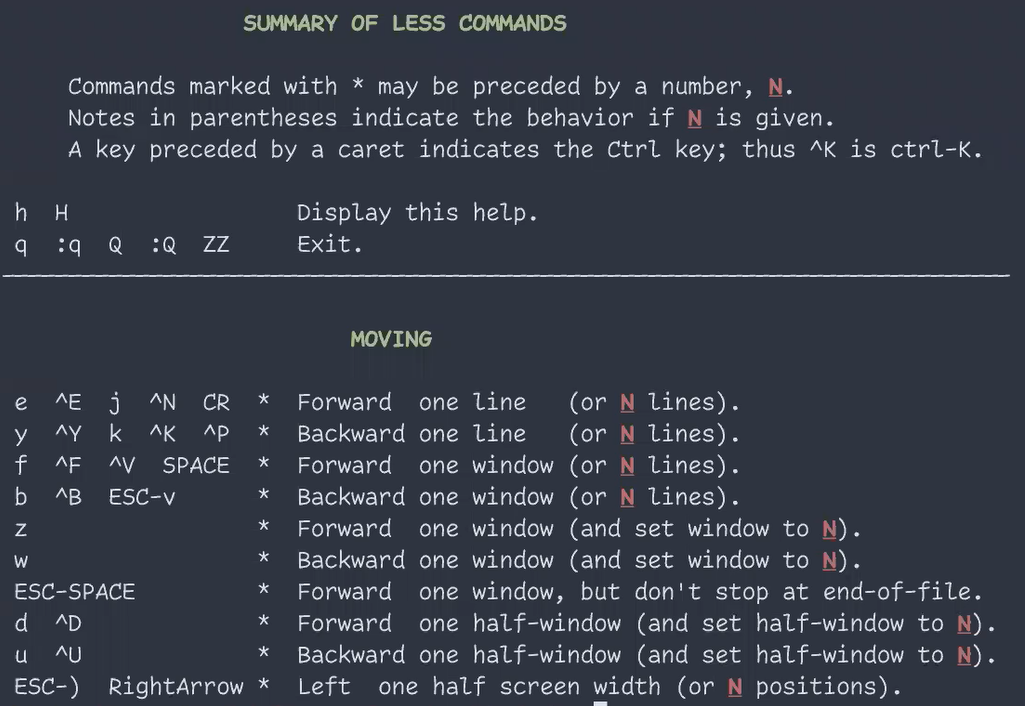 SUMMARY OF LESS COMMANDS
Commands marked with * may be preceded by a number, N.
Notes in parentheses indicate the behavior if N is given.
A key preceded by a caret indicates the Ctrl key; thus ^K is ctrl-K.
h  H                 Display this help.
q  :q  Q  :Q  ZZ     Exit.
MOVING
e  ^E  j  ^N  CR  *  Forward  one line   (or N lines).
y  ^Y  k  ^K  ^P  *  Backward one line   (or N lines).
f  ^F  ^V  SPACE  *  Forward  one window (or N lines).
b  ^B  ESC-v      *  Backward one window (or N lines).
z                 *  Forward  one window (and set window to N).
w                 *  Backward one window (and set window to N).
ESC-SPACE         *  Forward  one window, but don't stop at end-of-file.
d  ^D             *  Forward  one half-window (and set half-window to N).
u  ^U             *  Backward one half-window (and set half-window to N).
ESC-)  RightArrow *  Left  one half screen width (or N positions).